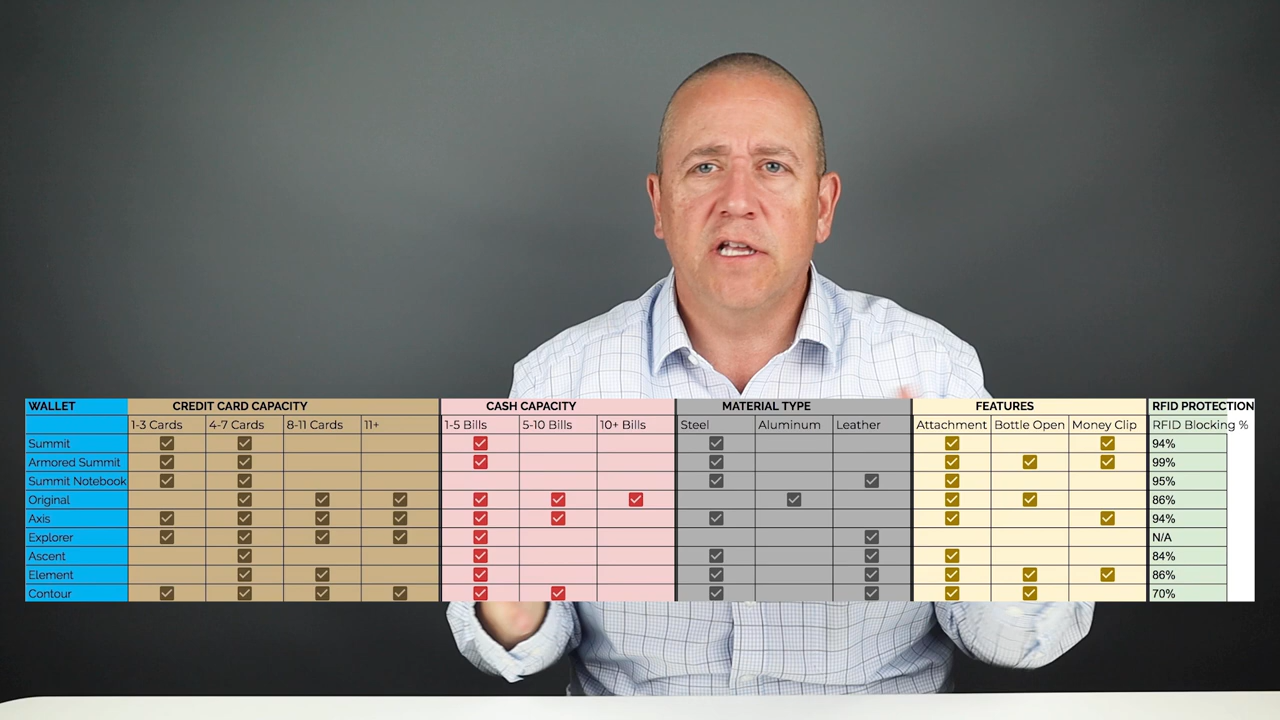 WALLET CREDIT CARD CAPACITY CASH CAPACITY MATERIAL TYPE FEATURES RFID PROTECTION
1-3 Cards 4-7 Cards 8-11 Cards 11+ 1-5 Bills 5-10 Bills 10+ Bills Steel Aluminum Leather Attachment Bottle Open Money Clip RFID Blocking %
Summit 94%
Armored Summit 99%
Summit Notebook 95%
Original 86%
Axis 94%
Explorer N/A
Ascent 84%
Element 86%
Contour 70%